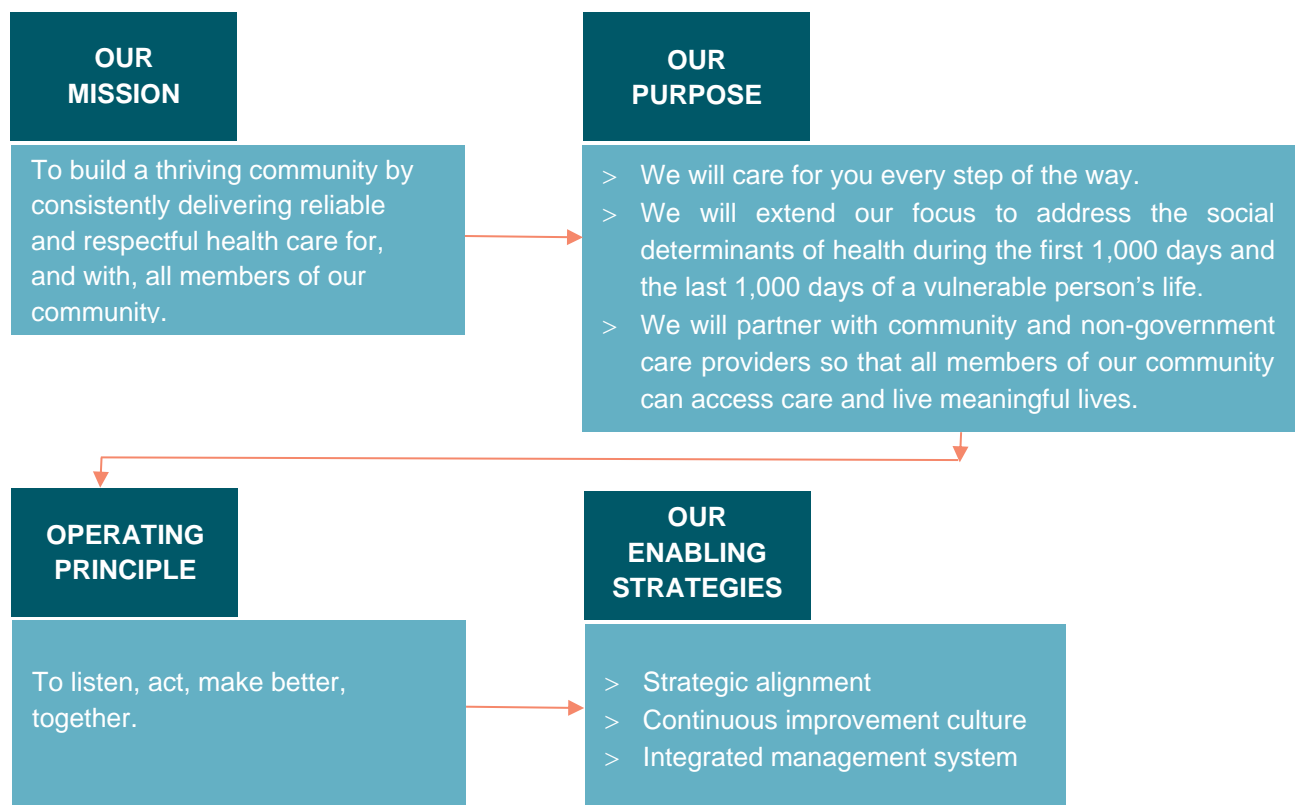 OUR
MISSION
To build a thriving community by
consistently delivering reliable
and respectful health care for,
and with, all members of our
community.
OUR
PURPOSE
> We will care for you every step of the way.
> We will extend our focus to address the social
determinants of health during the first 1,000 days and
the last 1,000 days of a vulnerable person’s life.
> We will partner with community and non-government
care providers so that all members of our community
can access care and live meaningful lives.
OPERATING
PRINCIPLE
To listen, act, make better,
together.
OUR
ENABLING
STRATEGIES
> Strategic alignment
> Continuous improvement culture
> Integrated management system